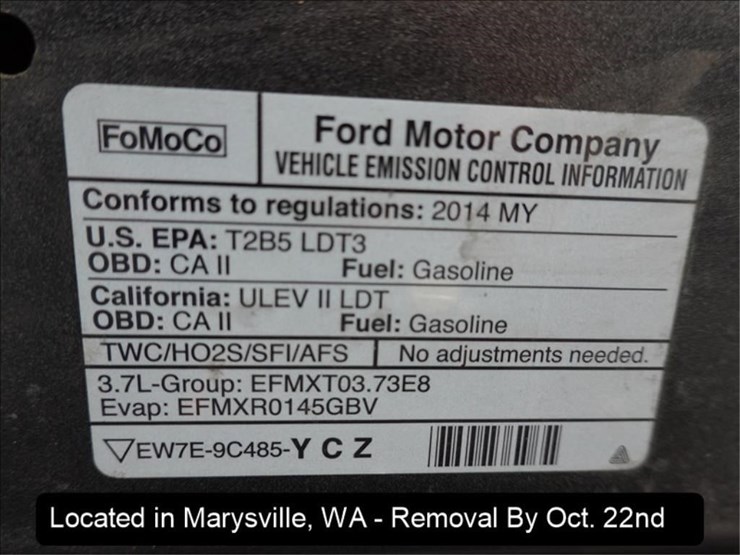 FoMoCo
Ford Motor Company
VEHICLE EMISSION CONTROL INFORMATION
Conforms to regulations: 2014 MY
U.S. EPA: T2B5 LDT3
OBD: CA II Fuel: Gasoline
California: ULEV II LDT
OBD: CA II Fuel: Gasoline
TWC/HO2S/SFI/AFS No adjustments needed.
3.7L-Group: EFMXT03.73E8
Evap: EFMXR0145GBV
EW7E-9C485-Y C Z
Located in Marysville, WA - Removal By Oct. 22nd